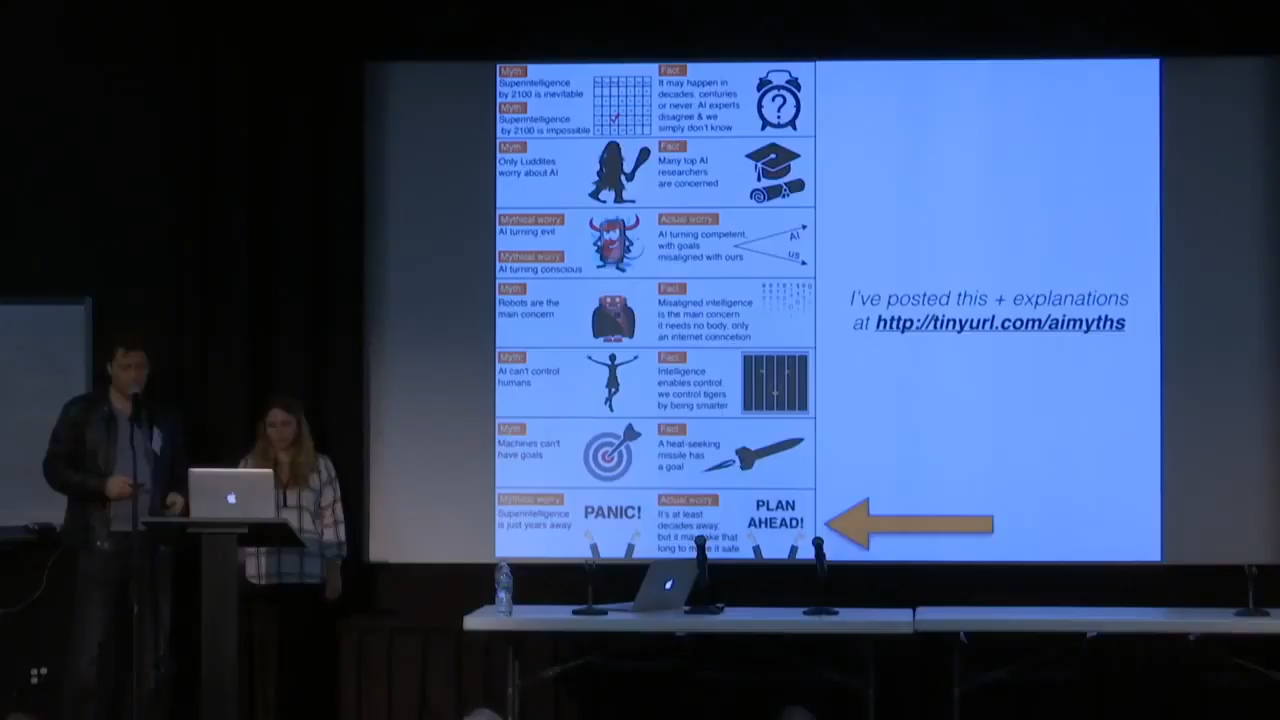 Myth:
Superintelligence
by 2100 is inevitable
Myth:
Superintelligence
by 2100 is impossible
Fact:
It may happen in
decades, centuries
or never: AI experts
disagree & we
simply don't know
?
Myth:
Only Luddites
worry about AI
Fact:
Many top AI
researchers
are concerned
Mythical worry:
AI turning evil
Mythical worry:
AI turning conscious
Actual worry:
AI turning competent,
with goals
misaligned with ours
AI
us
Myth:
Robots are the
main concern
Fact:
Misaligned intelligence
is the main concern
it needs no body, only
an internet conncetion
Myth:
AI can't control
humans
Fact:
Intelligence
enables control
we control tigers
by being smarter
Myth:
Machines can't
have goals
Fact:
A heat-seeking
missile has
a goal
Mythical worry:
Superintelligence
is just years away
PANIC!
Actual worry:
It's at least
decades away,
but it may take that
long to make it safe
PLAN
AHEAD!
I've posted this + explanations
at http://tinyurl.com/aimyths